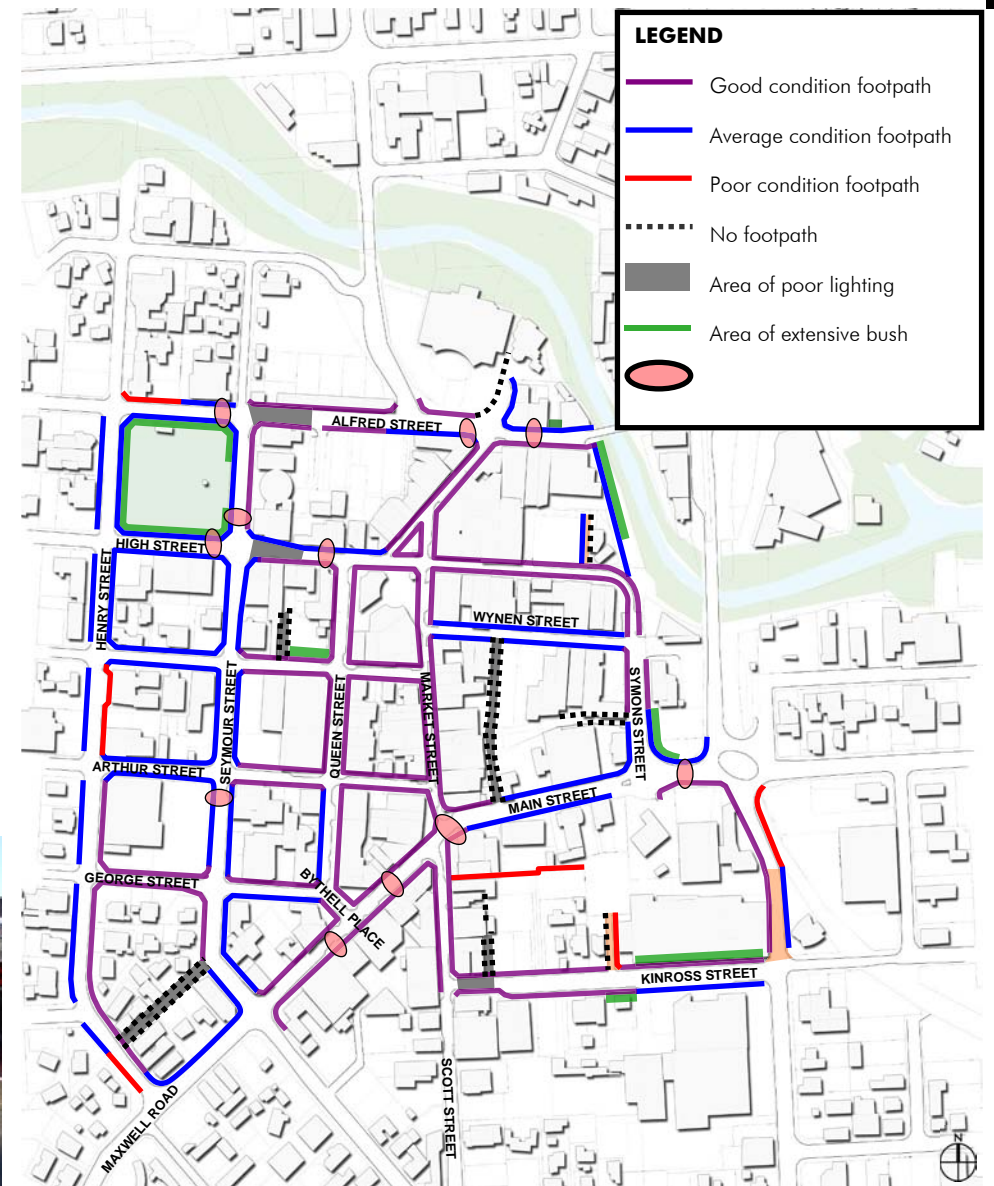 LEGEND
Good condition footpath
Average condition footpath
Poor condition footpath
No footpath
Area of poor lighting
Area of extensive bush
ALFRED STREET
HIGH STREET
HENRY STREET
WYNEN STREET
SEYMOUR STREET
QUEEN STREET
MARKET STREET
SYMONS STREET
ARTHUR STREET
MAIN STREET
GEORGE STREET
BYTHELL PLACE
KINROSS STREET
SCOTT STREET
MAXWELL ROAD
N